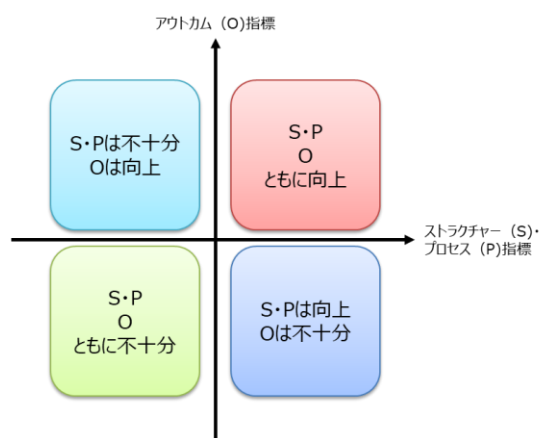 アウトカム（O)指標
S・Pは不十分
Oは向上
S・P
O
ともに向上
ストラクチャー（S)・
プロセス（P)指標
S・P
O
ともに不十分
S・Pは向上
Oは不十分